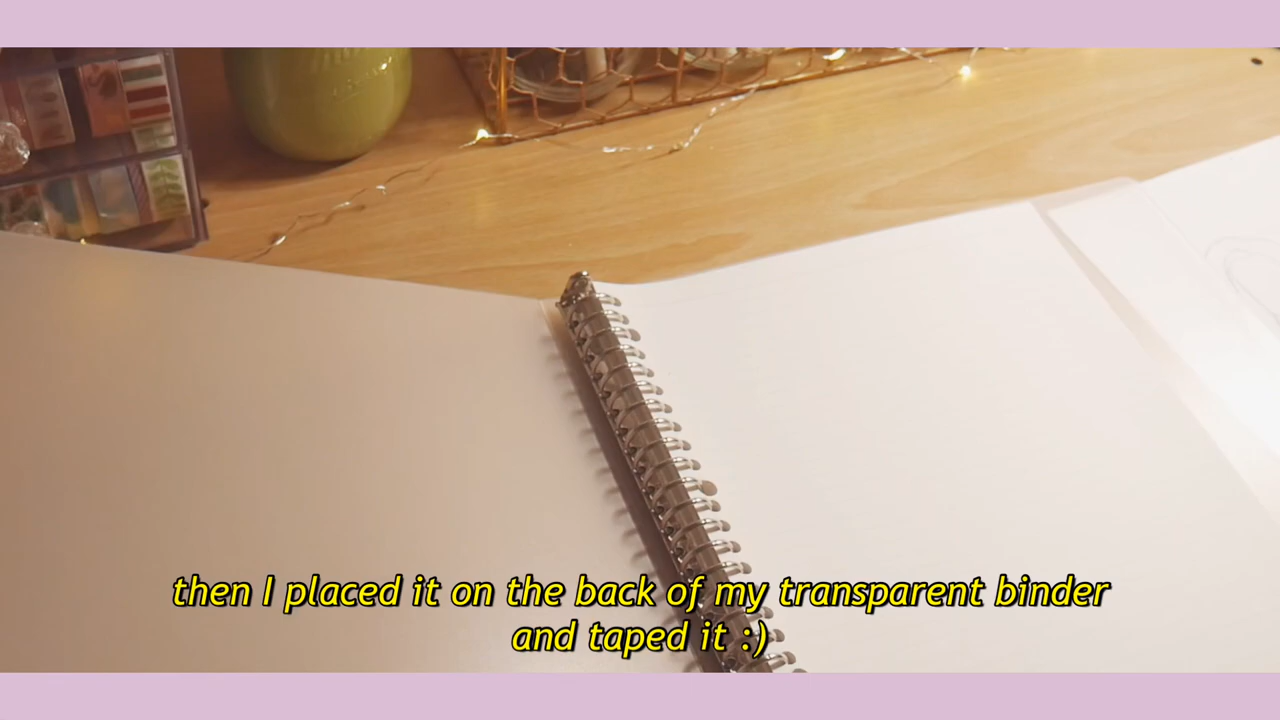 then I placed it on the back of my transparent binder
and taped it :)